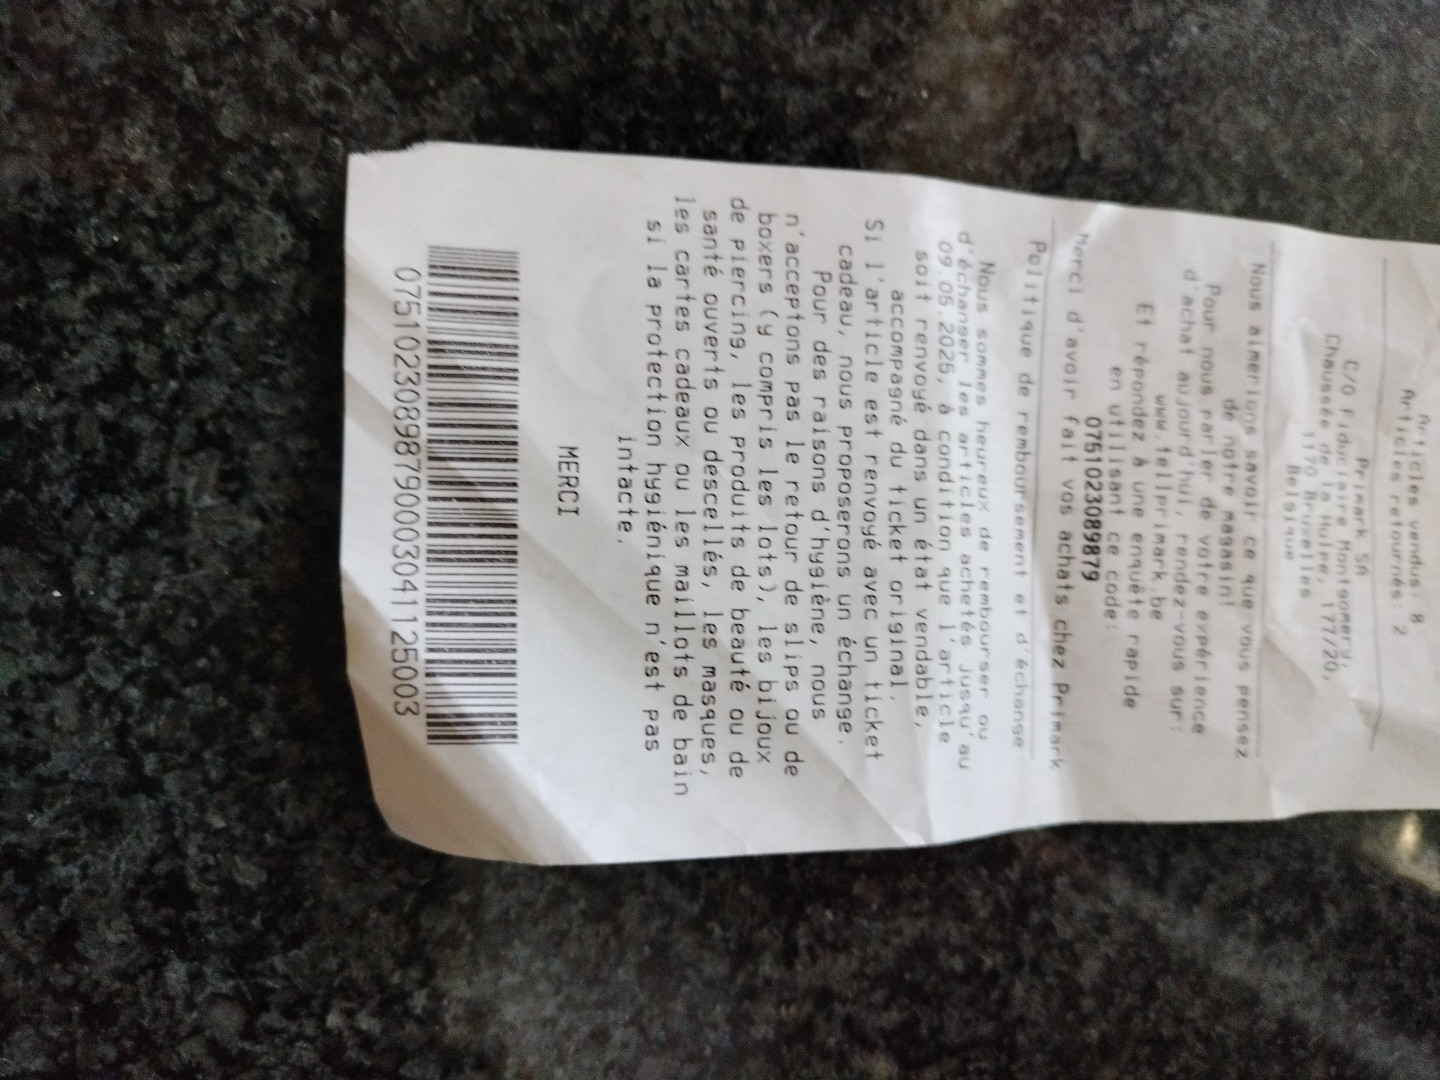 Articles vendus: 8
Articles retournés: 2
Primark SA
C/O Fiduciaire Montgomery,
Chaussée de la Hulpe, 177/20,
1170 Bruxelles
Belgique
Nous aimerions savoir ce que vous pensez
de notre magasin!
Pour nous parler de votre expérience
d'achat aujourd'hui, rendez-vous sur:
www.tellprimark.be
Et répondez à une enquête rapide
en utilisant ce code:
0751023089879
Merci d'avoir fait vos achats chez Primark
Politique de remboursement et d'échange
Nous sommes heureux de rembourser ou
d'échanger les articles achetés jusqu'au
09.05.2025, à condition que l'article
soit renvoyé dans un état vendable,
accompagné du ticket original.
Si l'article est renvoyé avec un ticket
cadeau, nous proposerons un échange.
Pour des raisons d'hygiène, nous
n'acceptons pas le retour de slips ou de
boxers (y compris les lots), les bijoux
de piercing, les produits de beauté ou de
santé ouverts ou descellés, les masques,
les cartes cadeaux ou les maillots de bain
si la protection hygiénique n'est pas
intacte.
MERCI
0751023089879000304112​5003